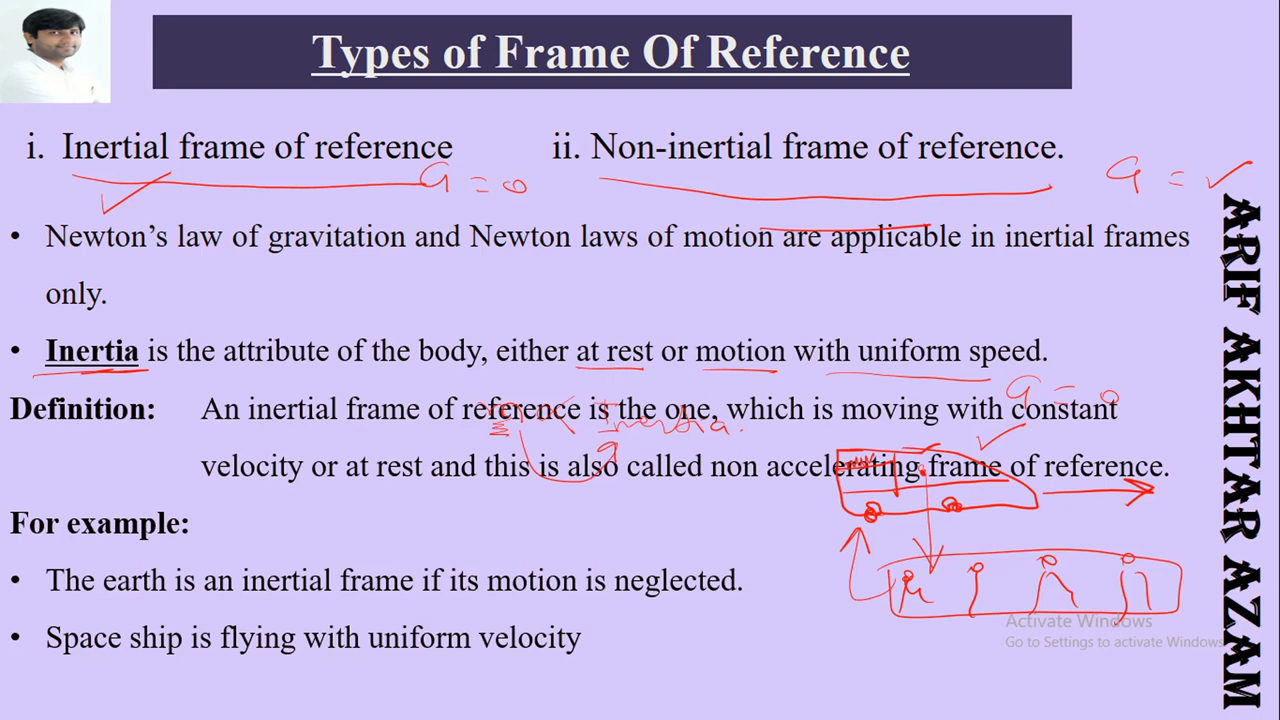 Types of Frame Of Reference
i. Inertial frame of reference
ii. Non-inertial frame of reference.
a = 0
a = ✓
• Newton’s law of gravitation and Newton laws of motion are applicable in inertial frames
only.
• Inertia is the attribute of the body, either at rest or motion with uniform speed.
a = 0
Definition: An inertial frame of reference is the one, which is moving with constant
m ∝ Inertia.
velocity or at rest and this is also called non accelerating frame of reference.
For example:
• The earth is an inertial frame if its motion is neglected.
• Space ship is flying with uniform velocity
Activate Windows
Go to Settings to activate Windows.
ARIF AKHTAR AZAM